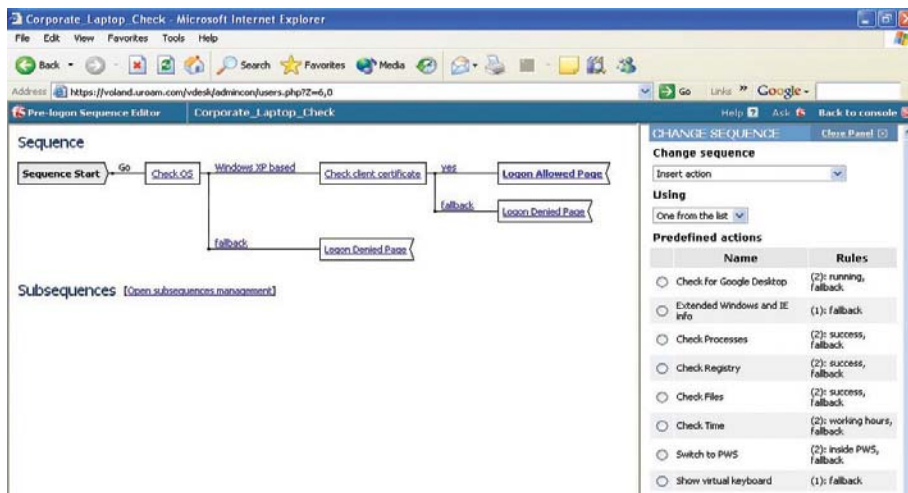 Corporate_Laptop_Check - Microsoft Internet Explorer
File Edit View Favorites Tools Help
Back Search Favorites Media
Address https://voland.uroam.com/vdesk/admincon/users.php?Z=6,0 Go Links » Google -
Pre-logon Sequence Editor Corporate_Laptop_Check Help ? Ask Back to console
Sequence
Sequence Start Go Check OS Windows XP based Check client certificate yes Logon Allowed Page
fallback Logon Denied Page
fallback Logon Denied Page
Subsequences [Open subsequences management]
CHANGE SEQUENCE Close Panel
Change sequence
Insert action
Using
One from the list
Predefined actions
Name Rules
Check for Google Desktop (2): running, fallback
Extended Windows and IE info (1): fallback
Check Processes (2): success, fallback
Check Registry (2): success, fallback
Check Files (2): success, fallback
Check Time (2): working hours, fallback
Switch to PWS (2): inside PWS, fallback
Show virtual keyboard (1): fallback